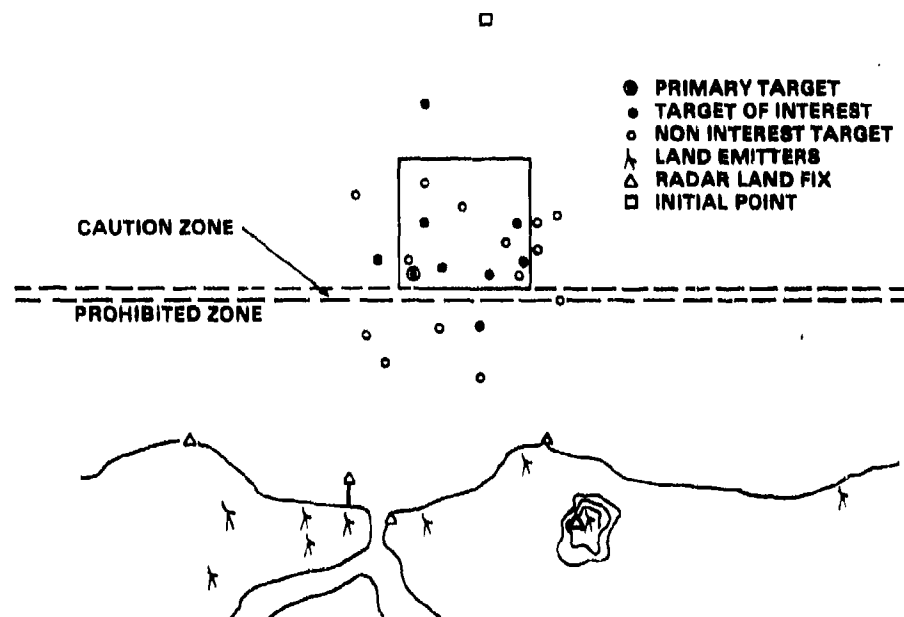 PRIMARY TARGET
TARGET OF INTEREST
NON INTEREST TARGET
LAND EMITTERS
RADAR LAND FIX
INITIAL POINT
CAUTION ZONE
PROHIBITED ZONE